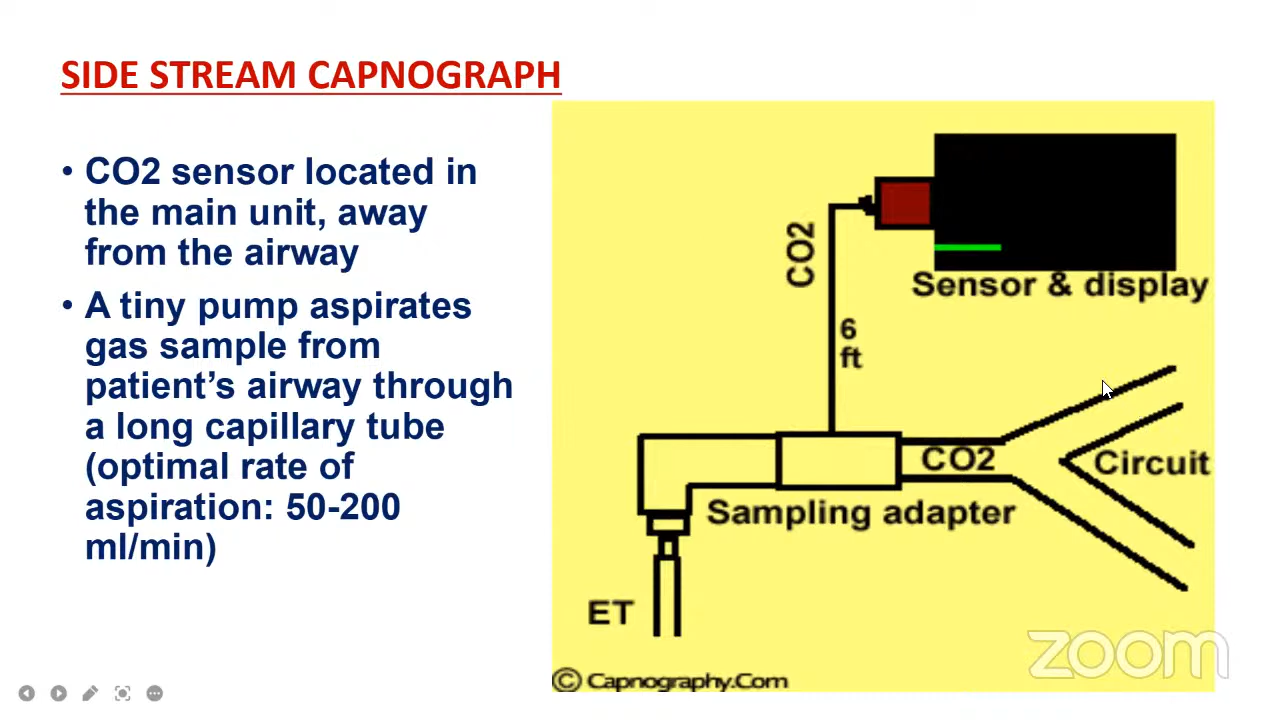 SIDE STREAM CAPNOGRAPH
• CO2 sensor located in
the main unit, away
from the airway
• A tiny pump aspirates
gas sample from
patient’s airway through
a long capillary tube
(optimal rate of
aspiration: 50-200
ml/min)
CO2
Sensor & display
6
ft
CO2
Circuit
Sampling adapter
ET
© Capnography.Com
zoom